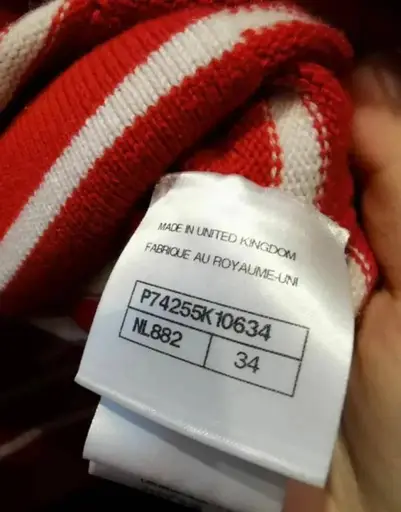 MADE IN UNITED KINGDOM
FABRIQUE AU ROYAUME-UNI
P74255K10634
NL882 34